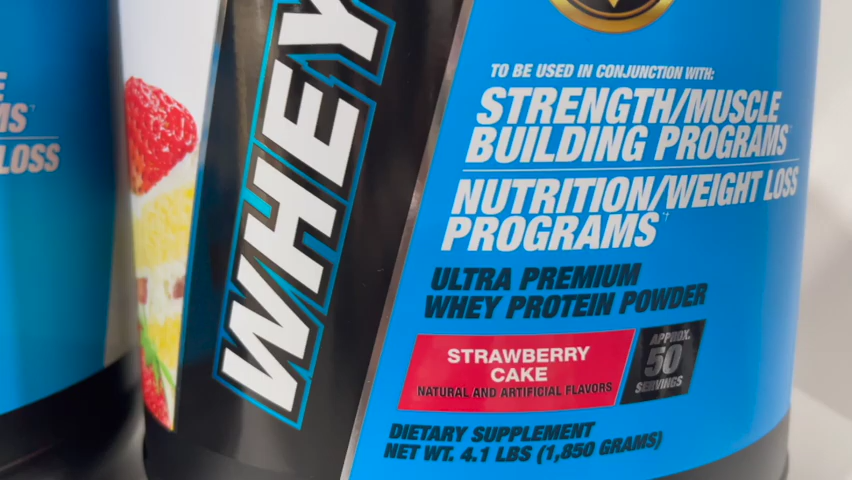 MS†
LOSS
WHEY
TO BE USED IN CONJUNCTION WITH:
STRENGTH/MUSCLE
BUILDING PROGRAMS
NUTRITION/WEIGHT LOSS
PROGRAMS
ULTRA PREMIUM
WHEY PROTEIN POWDER
STRAWBERRY
CAKE
NATURAL AND ARTIFICIAL FLAVORS
APPROX.
50
SERVINGS
DIETARY SUPPLEMENT
NET WT. 4.1 LBS (1,850 GRAMS)